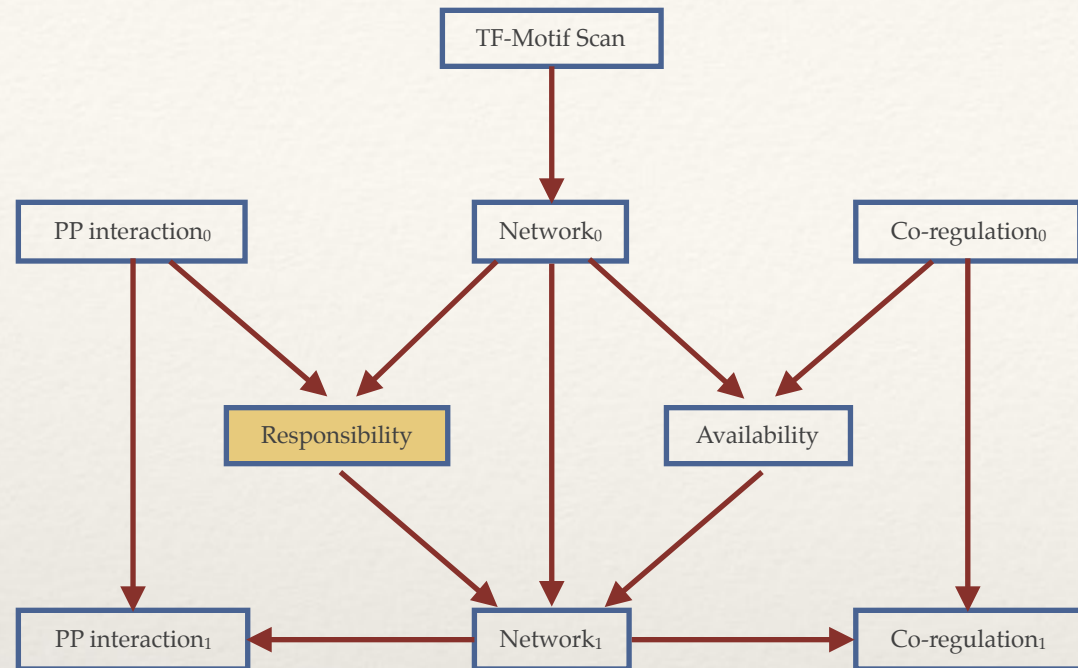 TF-Motif Scan
PP interaction₀
Network₀
Co-regulation₀
Responsibility
Availability
PP interaction₁
Network₁
Co-regulation₁